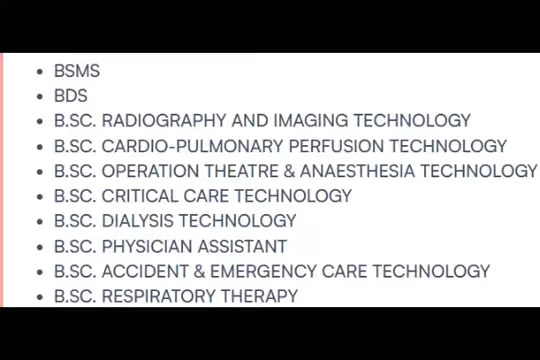 BSMS
BDS
B.SC. RADIOGRAPHY AND IMAGING TECHNOLOGY
B.SC. CARDIO-PULMONARY PERFUSION TECHNOLOGY
B.SC. OPERATION THEATRE & ANAESTHESIA TECHNOLOGY
B.SC. CRITICAL CARE TECHNOLOGY
B.SC. DIALYSIS TECHNOLOGY
B.SC. PHYSICIAN ASSISTANT
B.SC. ACCIDENT & EMERGENCY CARE TECHNOLOGY
B.SC. RESPIRATORY THERAPY